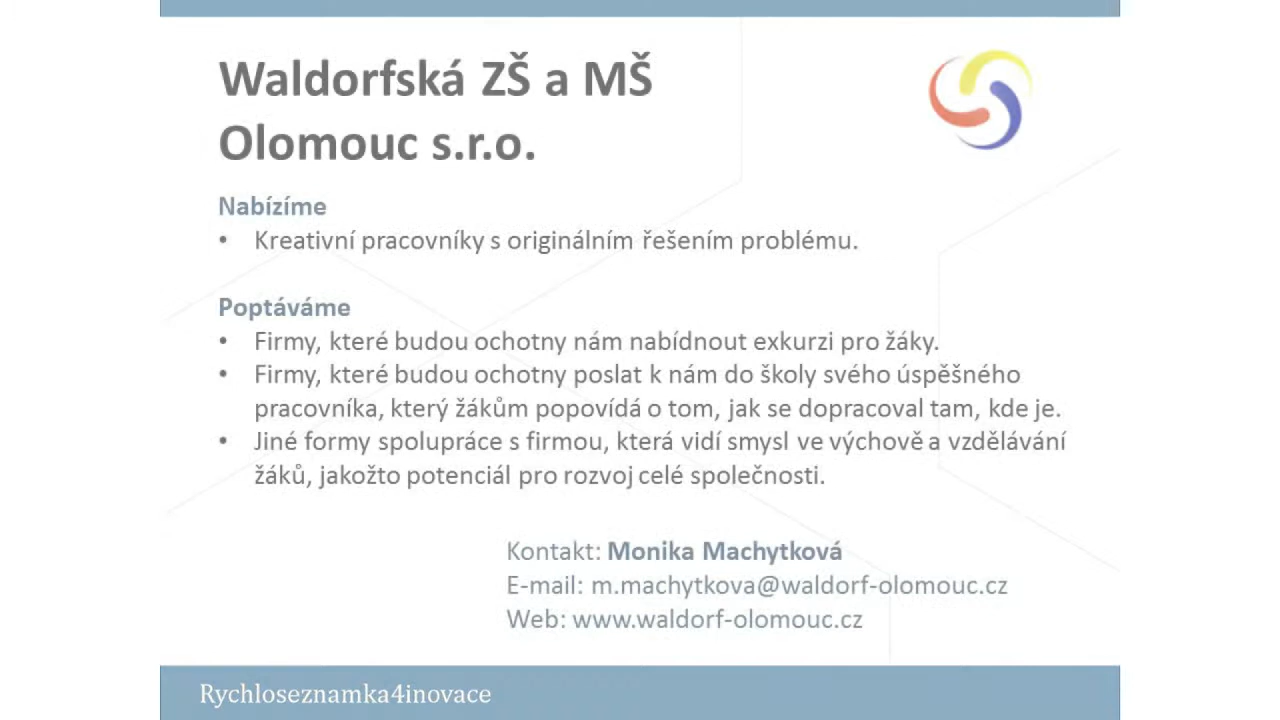 Waldorfská ZŠ a MŠ
Olomouc s.r.o.
Nabízíme
• Kreativní pracovníky s originálním řešením problému.
Poptáváme
• Firmy, které budou ochotny nám nabídnout exkurzi pro žáky.
• Firmy, které budou ochotny poslat k nám do školy svého úspěšného
pracovníka, který žákům popovídá o tom, jak se dopracoval tam, kde je.
• Jiné formy spolupráce s firmou, která vidí smysl ve výchově a vzdělávání
žáků, jakožto potenciál pro rozvoj celé společnosti.
Kontakt: Monika Machytková
E-mail: m.machytkova@waldorf-olomouc.cz
Web: www.waldorf-olomouc.cz
Rychloseznamka4inovace